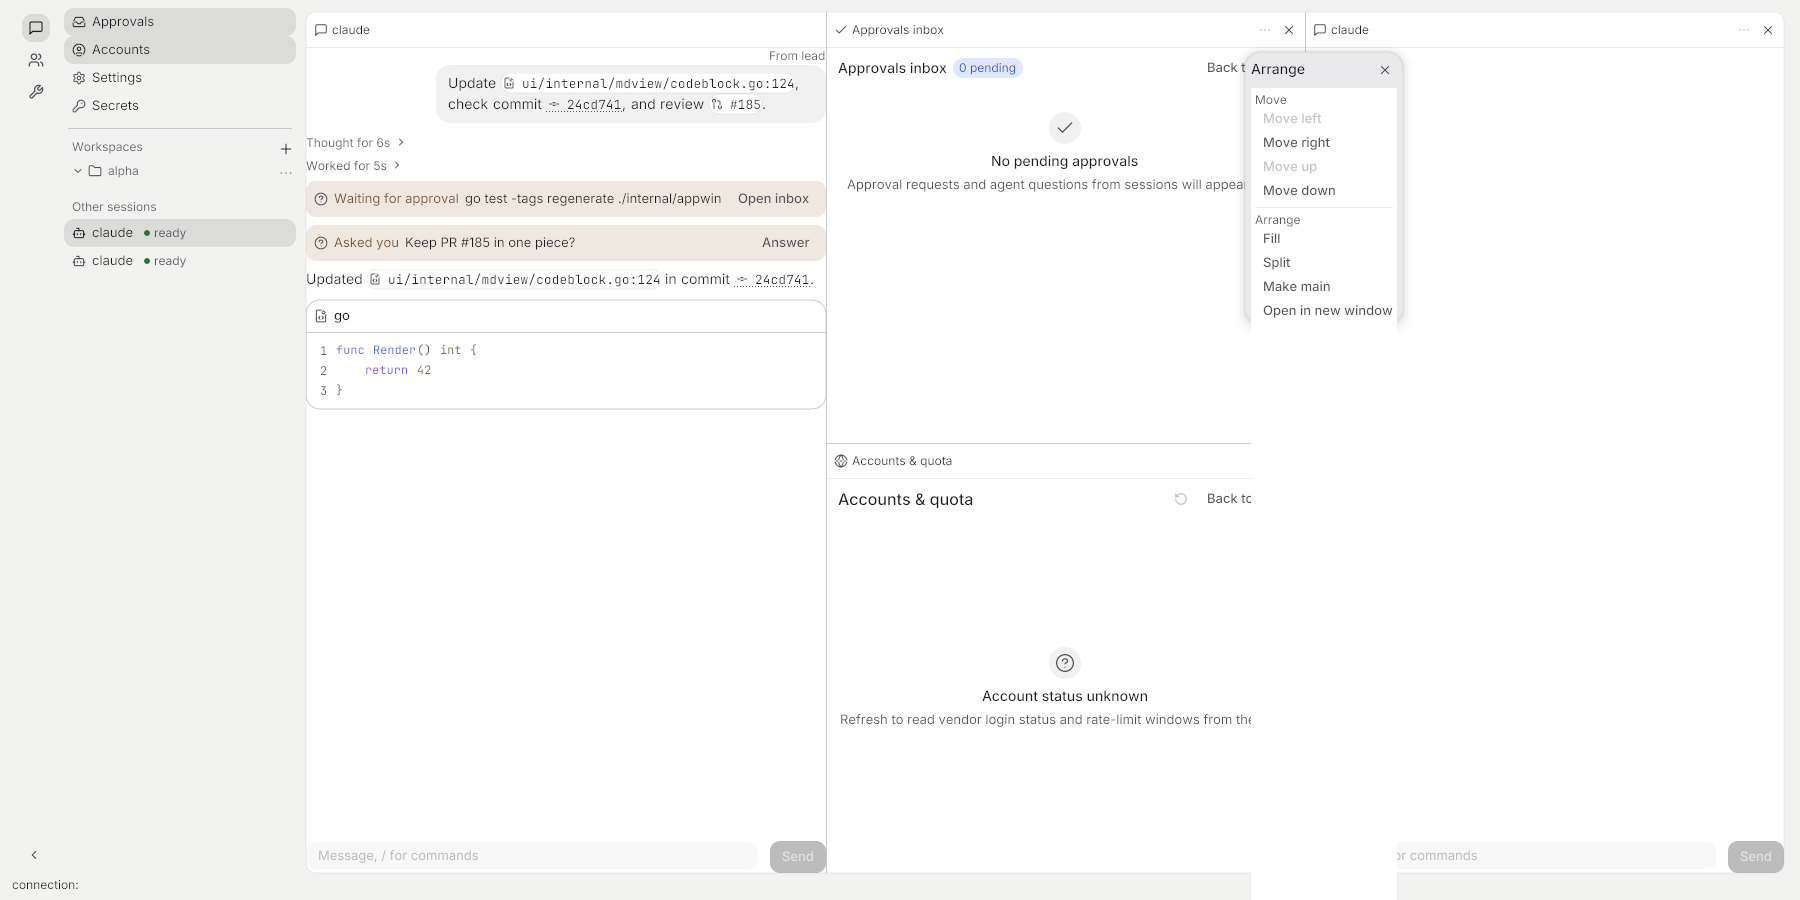 Approvals
Accounts
Settings
Secrets
Workspaces
alpha
Other sessions
claude ready
claude ready
connection:
claude
From lead
Update ui/internal/mdview/codeblock.go:124,
check commit 24cd741, and review #185.
Thought for 6s
Worked for 5s
Waiting for approval go test -tags regenerate ./internal/appwin Open inbox
Asked you Keep PR #185 in one piece? Answer
Updated ui/internal/mdview/codeblock.go:124 in commit 24cd741.
go
1 func Render() int {
2     return 42
3 }
Message, / for commands
Send
Approvals inbox
Approvals inbox 0 pending Back
No pending approvals
Approval requests and agent questions from sessions will appear
Accounts & quota
Accounts & quota Back to
Account status unknown
Refresh to read vendor login status and rate-limit windows from the
claude
Arrange
Move
Move left
Move right
Move up
Move down
Arrange
Fill
Split
Make main
Open in new window
or commands
Send